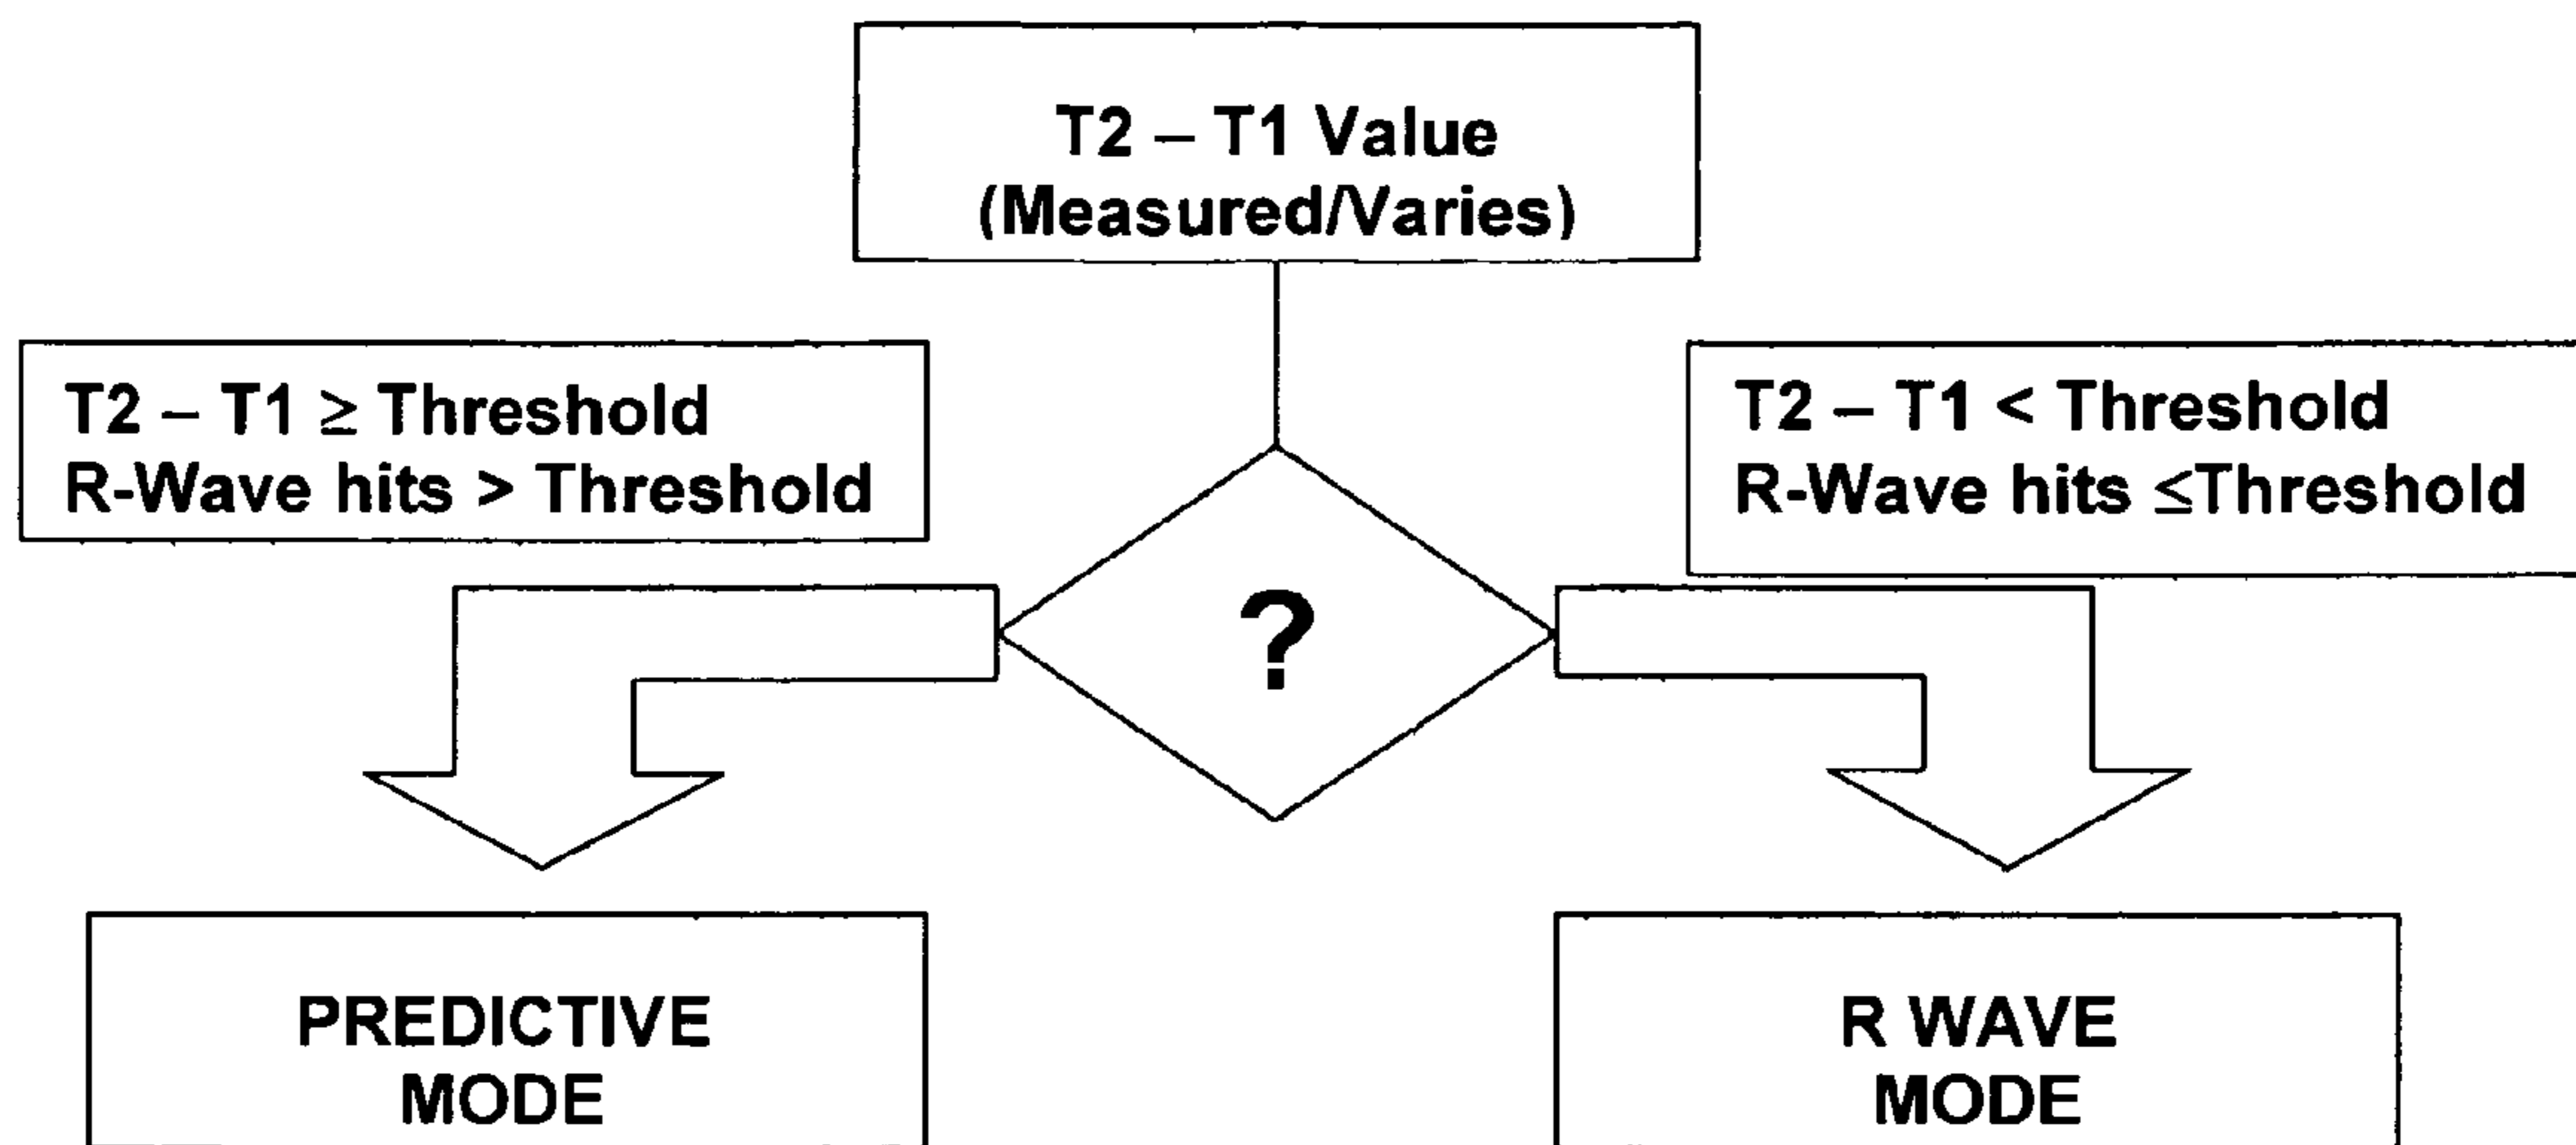 T2 – T1 Value
(Measured/Varies)
T2 – T1 ≥ Threshold
R-Wave hits > Threshold
T2 – T1 < Threshold
R-Wave hits ≤Threshold
?
PREDICTIVE
MODE
R WAVE
MODE